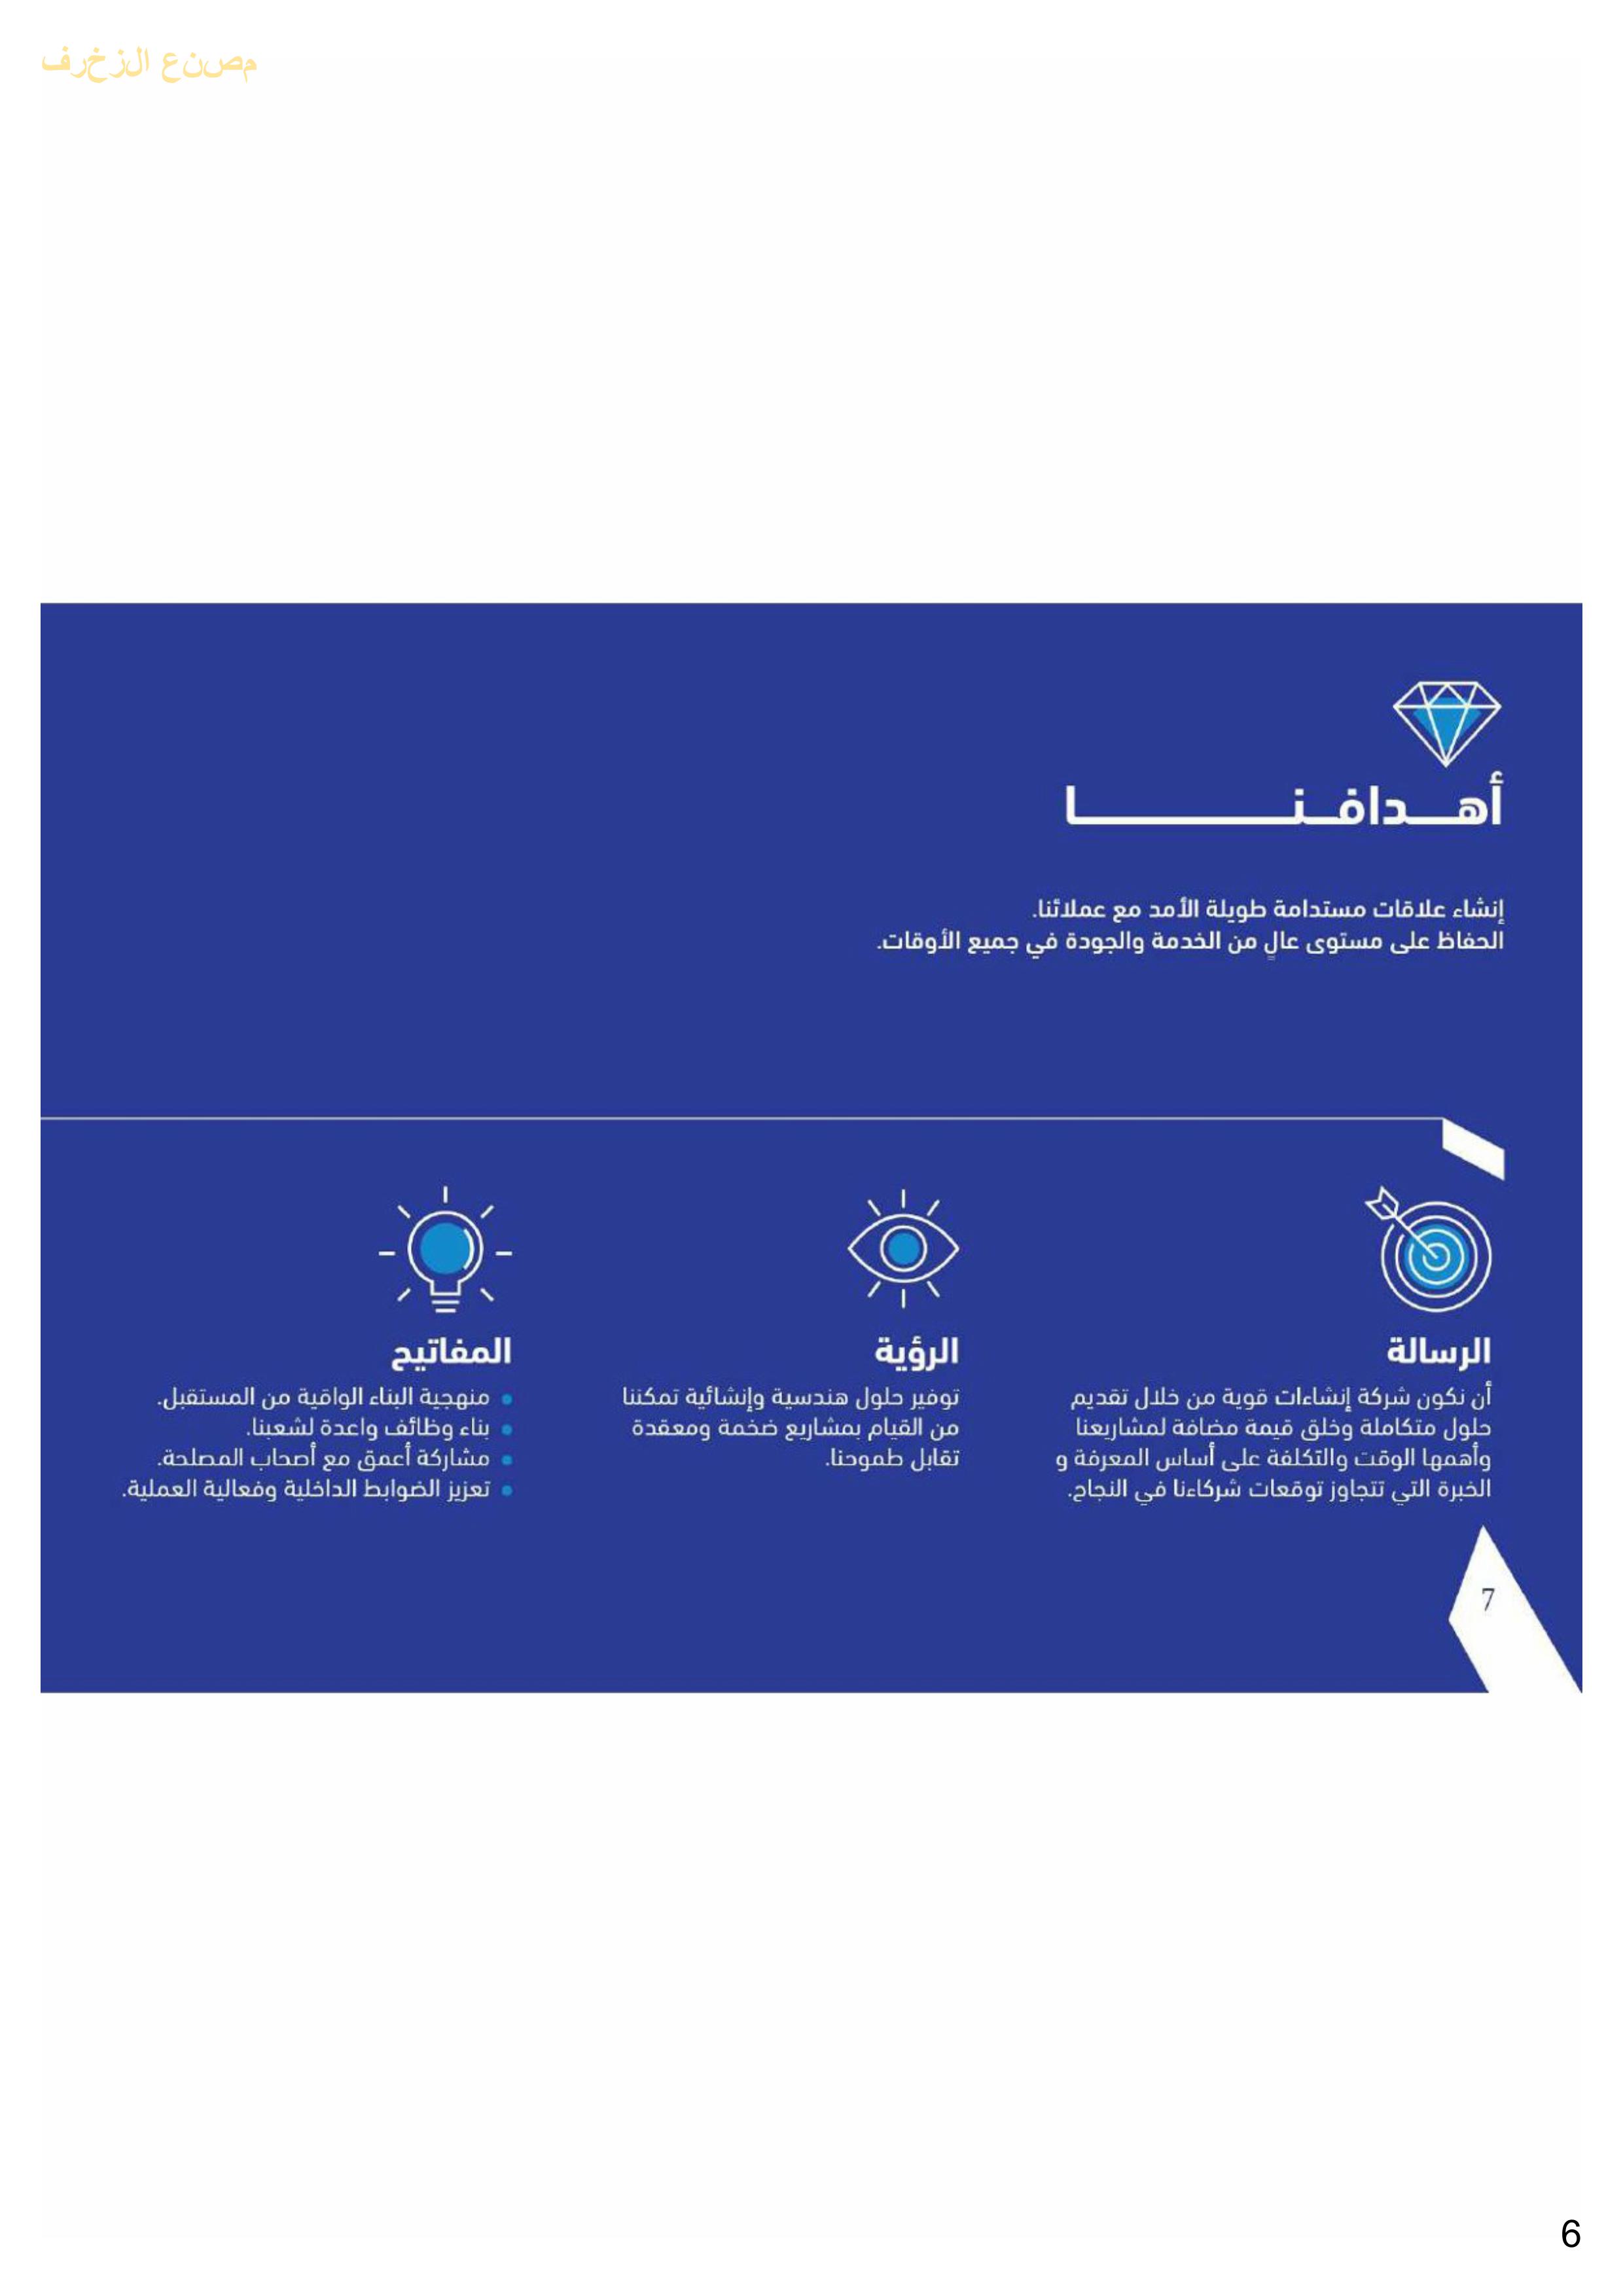 مصنع الزخرف
أهدافنا
إنشاء علاقات مستدامة طويلة الأمد مع عملائنا.
الحفاظ على مستوى عالٍ من الخدمة والجودة في جميع الأوقات.
الرسالة
أن نكون شركة إنشاءات قوية من خلال تقديم
حلول متكاملة وخلق قيمة مضافة لمشاريعنا
وأهمها الوقت والتكلفة على أساس المعرفة و
الخبرة التي تتجاوز توقعات شركاءنا في النجاح.
الرؤية
توفير حلول هندسية وإنشائية تمكننا
من القيام بمشاريع ضخمة ومعقدة
تقابل طموحنا.
المفاتيح
منهجية البناء الواقية من المستقبل.
بناء وظائف واعدة لشعبنا.
مشاركة أعمق مع أصحاب المصلحة.
تعزيز الضوابط الداخلية وفعالية العملية.
7
6